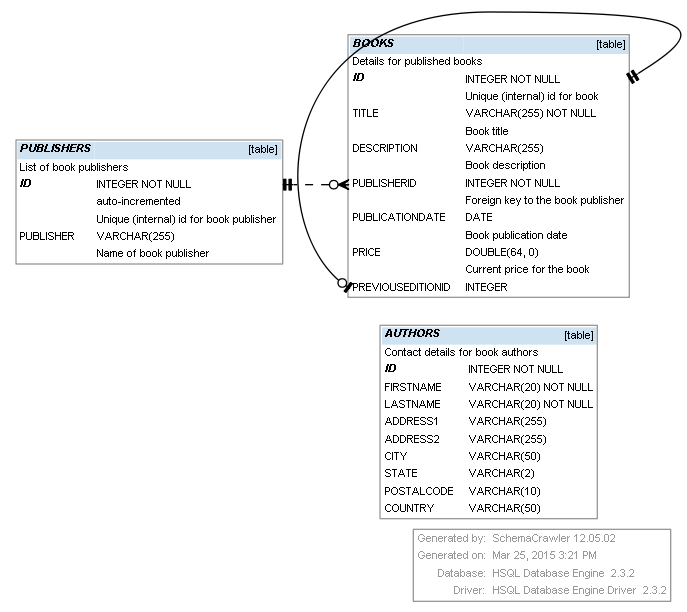 BOOKS [table]
Details for published books
ID INTEGER NOT NULL
Unique (internal) id for book
TITLE VARCHAR(255) NOT NULL
Book title
DESCRIPTION VARCHAR(255)
Book description
PUBLISHERID INTEGER NOT NULL
Foreign key to the book publisher
PUBLICATIONDATE DATE
Book publication date
PRICE DOUBLE(64, 0)
Current price for the book
PREVIOUSEDITIONID INTEGER
PUBLISHERS [table]
List of book publishers
ID INTEGER NOT NULL
auto-incremented
Unique (internal) id for book publisher
PUBLISHER VARCHAR(255)
Name of book publisher
AUTHORS [table]
Contact details for book authors
ID INTEGER NOT NULL
FIRSTNAME VARCHAR(20) NOT NULL
LASTNAME VARCHAR(20) NOT NULL
ADDRESS1 VARCHAR(255)
ADDRESS2 VARCHAR(255)
CITY VARCHAR(50)
STATE VARCHAR(2)
POSTALCODE VARCHAR(10)
COUNTRY VARCHAR(50)
Generated by: SchemaCrawler 12.05.02
Generated on: Mar 25, 2015 3:21 PM
Database: HSQL Database Engine 2.3.2
Driver: HSQL Database Engine Driver 2.3.2